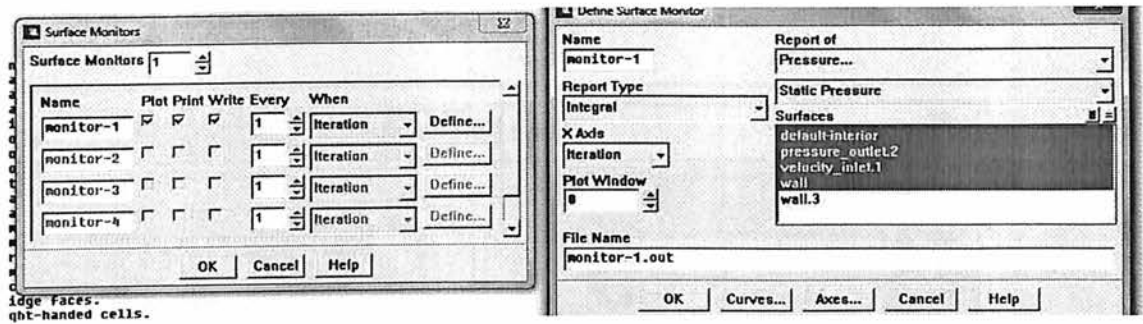 Surface Monitors
Surface Monitors 1
Name Plot Print Write Every When
monitor-1 1 Iteration Define...
monitor-2 1 Iteration Define...
monitor-3 1 Iteration Define...
monitor-4 1 Iteration Define...
OK Cancel Help
idge faces.
ght-handed cells.
Define Surface Monitor
Name
monitor-1
Report of
Pressure...
Report Type
Integral
Static Pressure
X Axis
Iteration
Surfaces
default-interior
pressure_outlet.2
velocity_inlet.1
wall
wall.3
Plot Window
0
File Name
monitor-1.out
OK Curves... Axes... Cancel Help